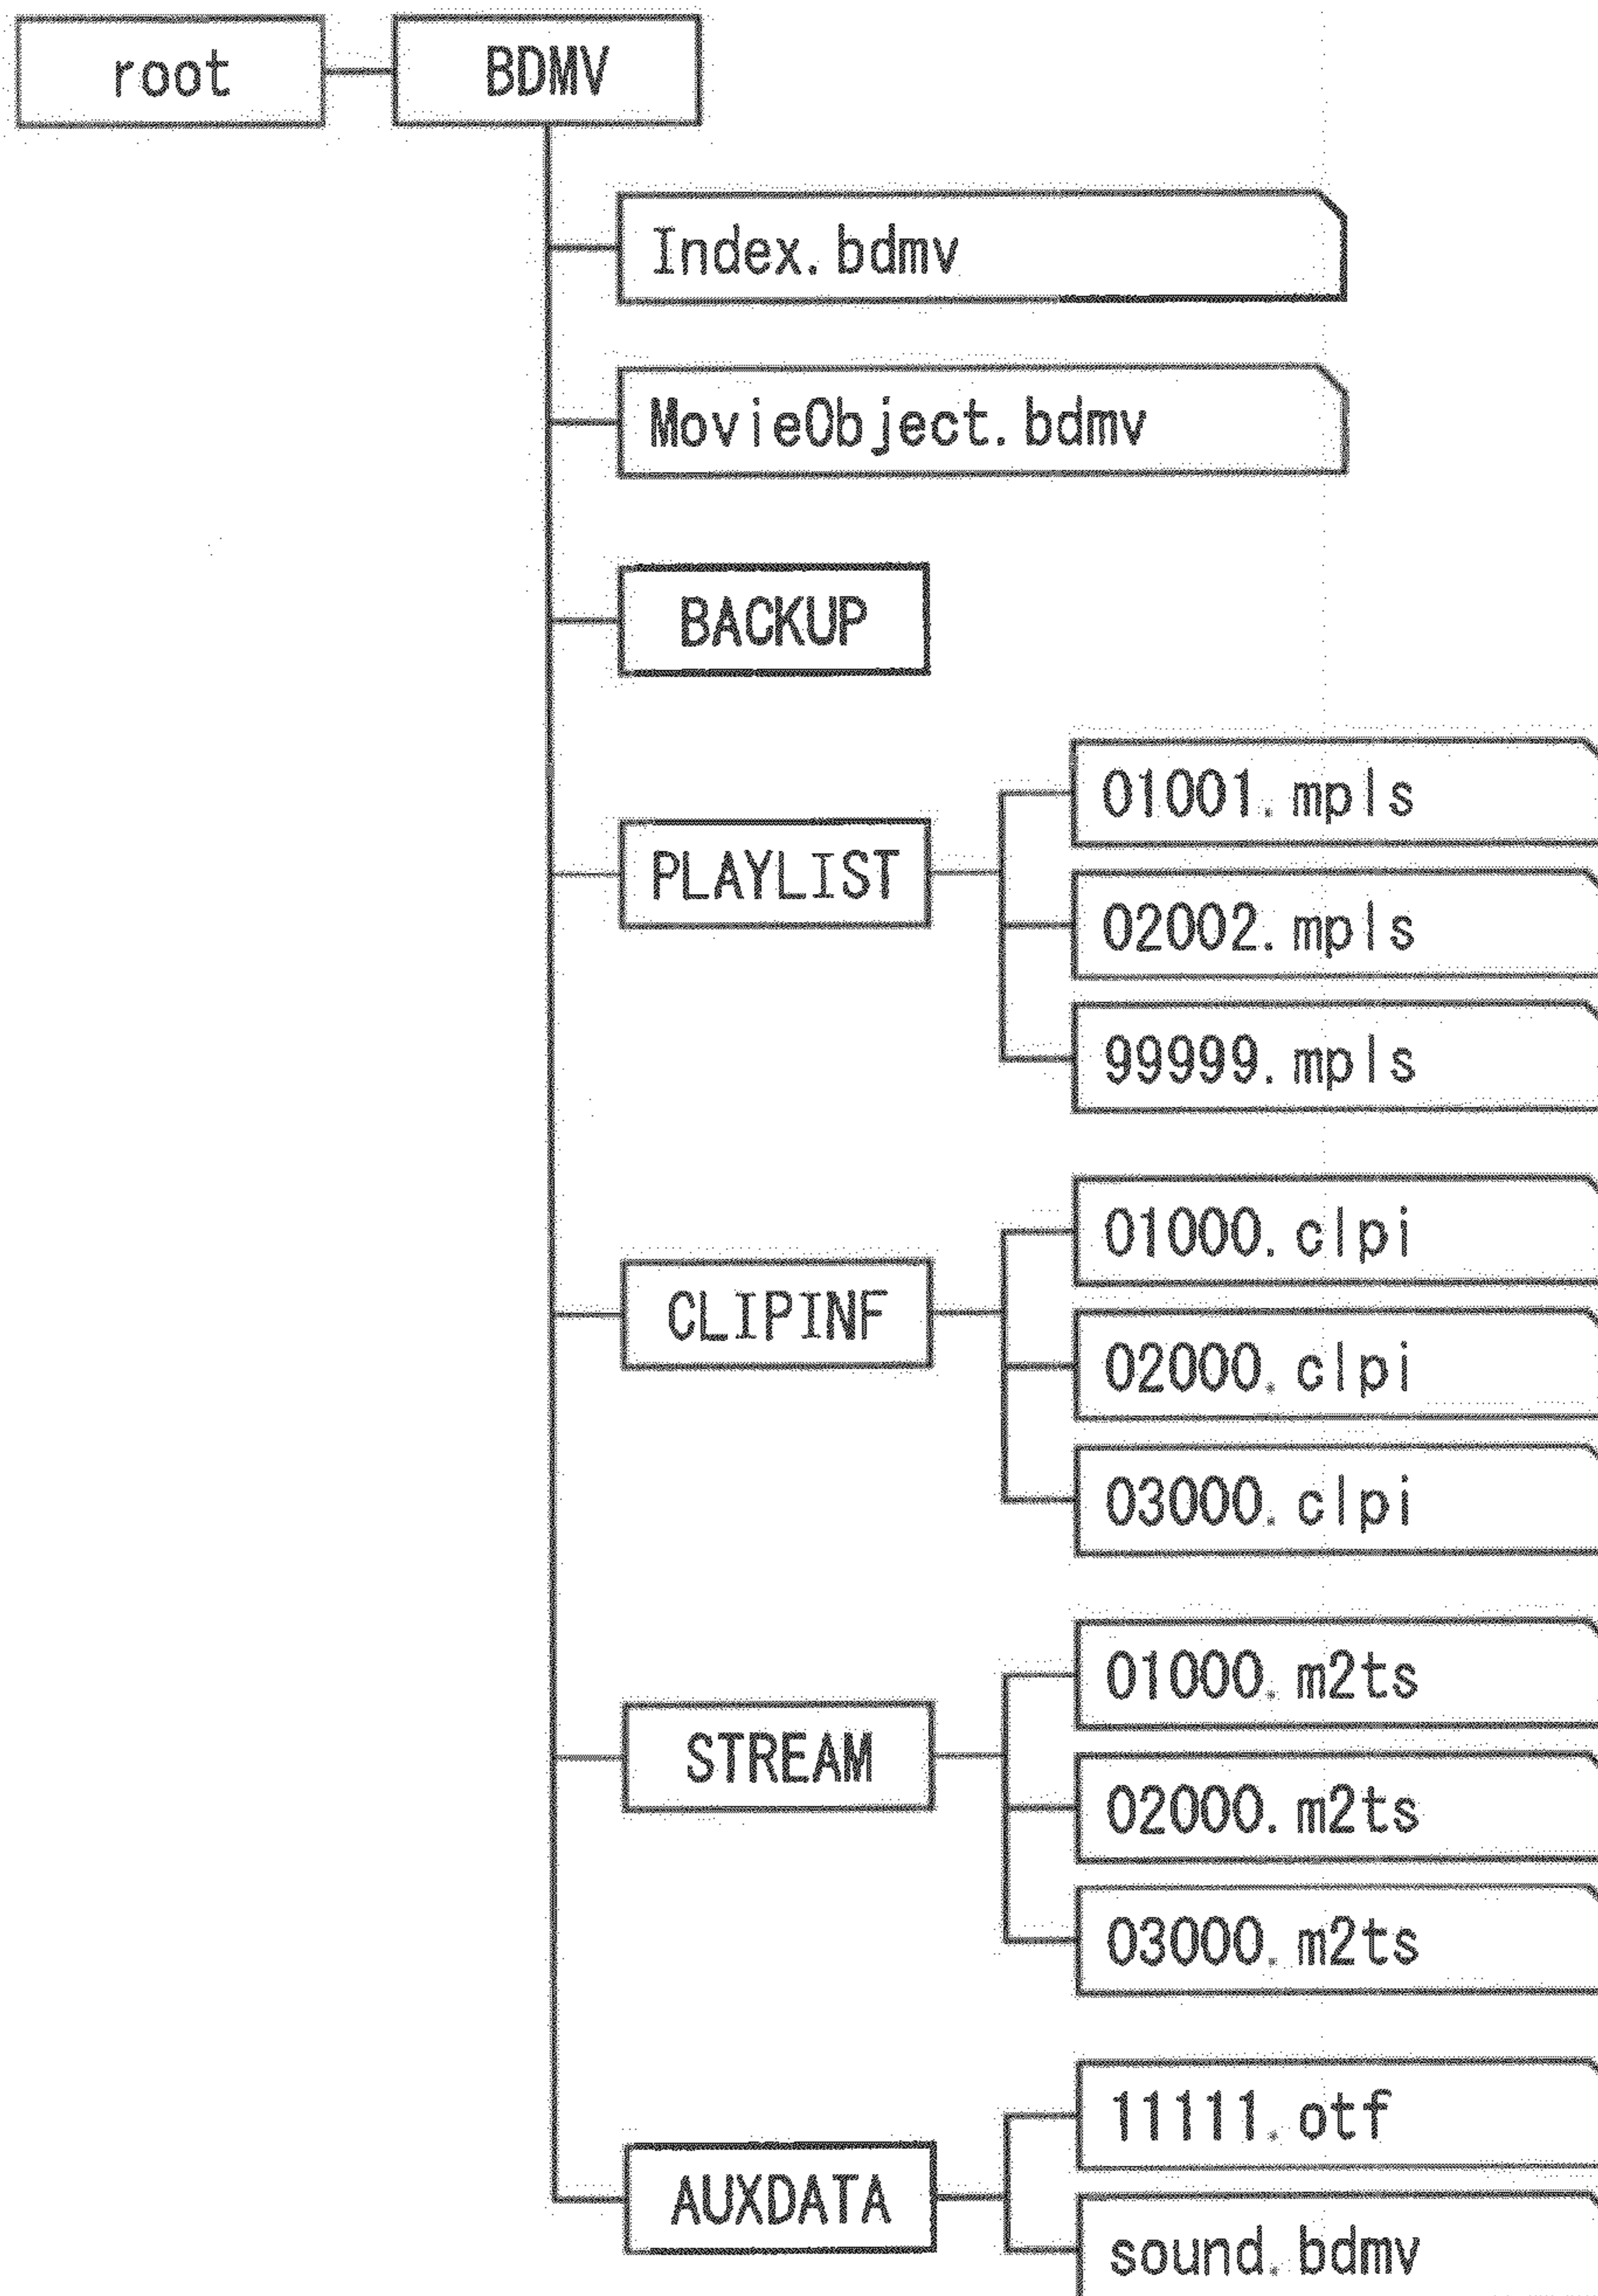 root
BDMV
Index.bdmv
MovieObject.bdmv
BACKUP
PLAYLIST
01001.mpls
02002.mpls
99999.mpls
CLIPINF
01000.clpi
02000.clpi
03000.clpi
STREAM
01000.m2ts
02000.m2ts
03000.m2ts
AUXDATA
11111.otf
sound.bdmv